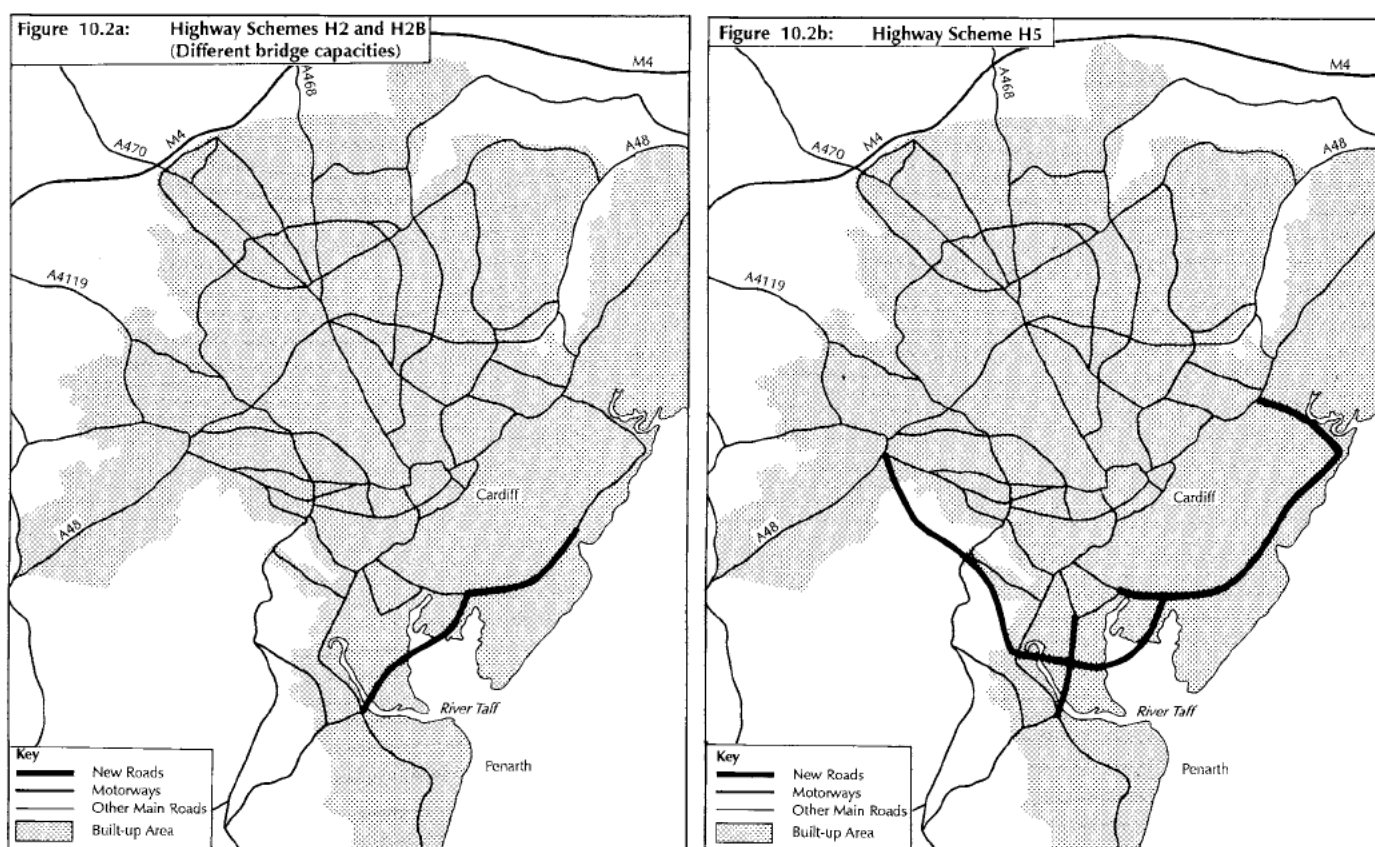 Figure 10.2a: Highway Schemes H2 and H2B
(Different bridge capacities)
M4
A468
M4
A470
A48
A4119
Cardiff
A48
River Taff
Penarth
Key
New Roads
Motorways
Other Main Roads
Built-up Area
Figure 10.2b: Highway Scheme H5
M4
A468
M4
A470
A48
A4119
Cardiff
A48
River Taff
Penarth
Key
New Roads
Motorways
Other Main Roads
Built-up Area